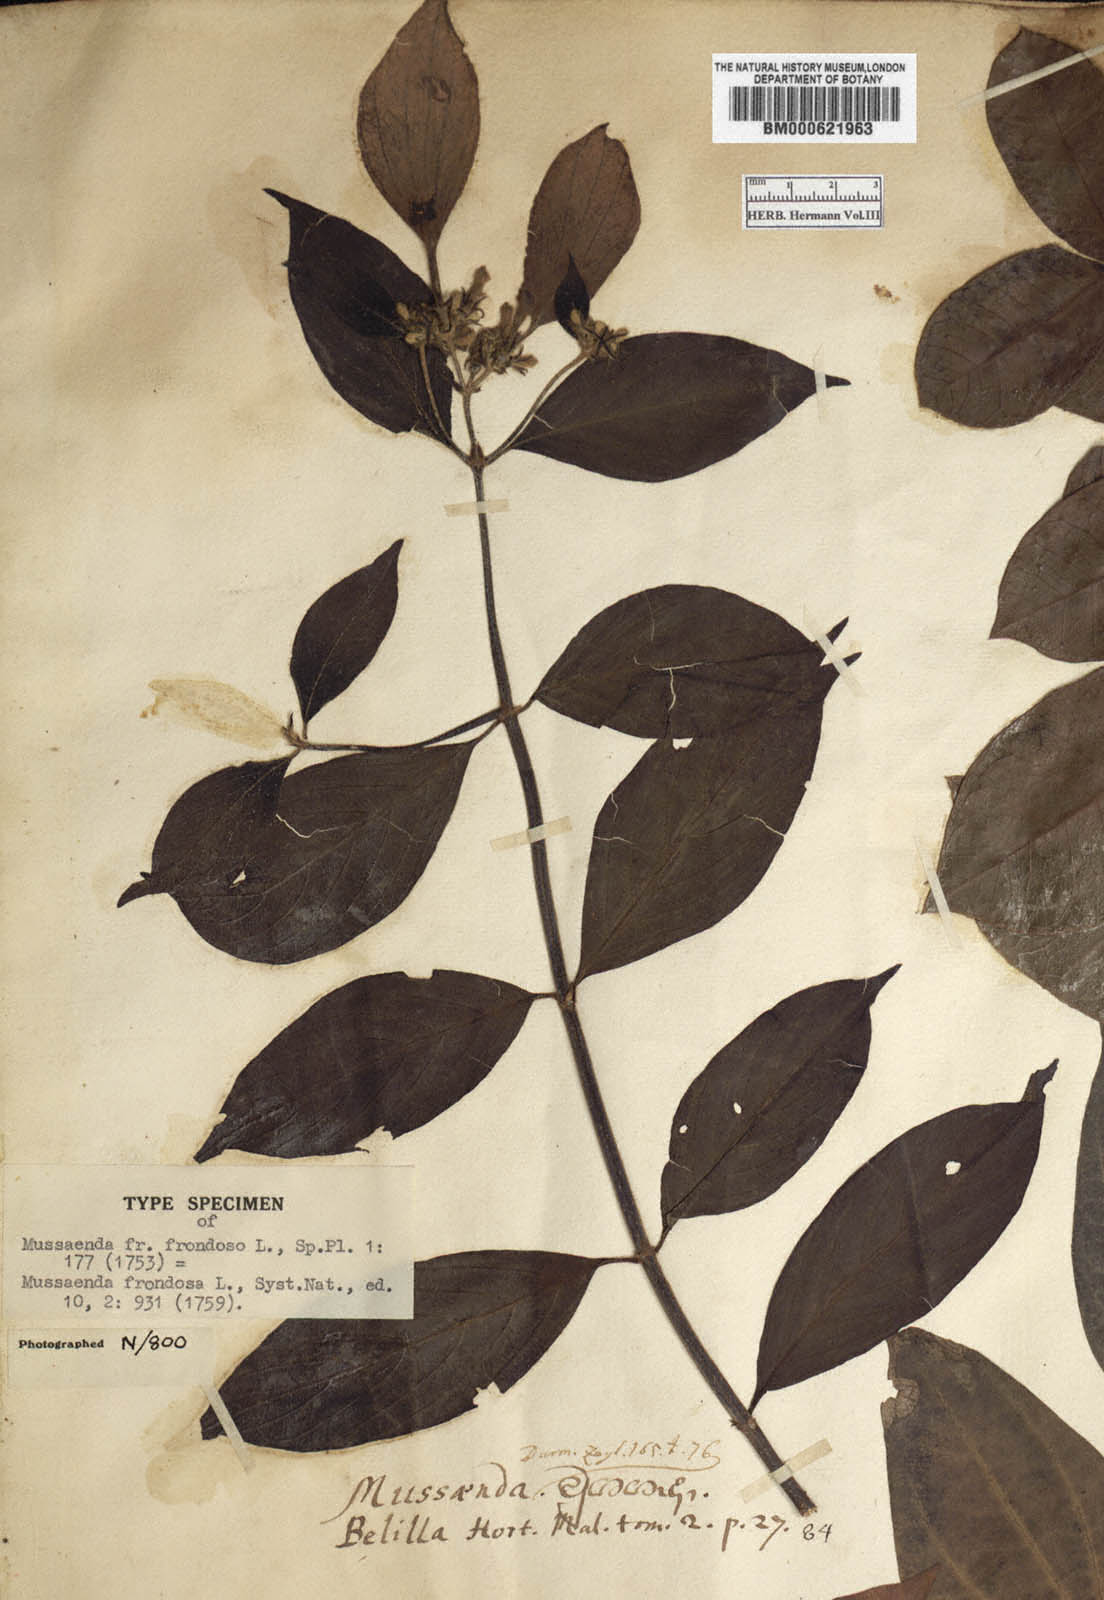 THE NATURAL HISTORY MUSEUM, LONDON
DEPARTMENT OF BOTANY
BM000621963
mm 1 2 3
HERB. Hermann Vol.III
TYPE SPECIMEN
of
Mussaenda fr. frondoso L., Sp.Pl. 1:
177 (1753) =
Mussaenda frondosa L., Syst.Nat., ed.
10, 2: 931 (1759).
Photographed N/800
Burm. Zeyl. 165. t. 76
Mussænda.
Belilla Hort. Mal. tom. 2. p. 27. 84